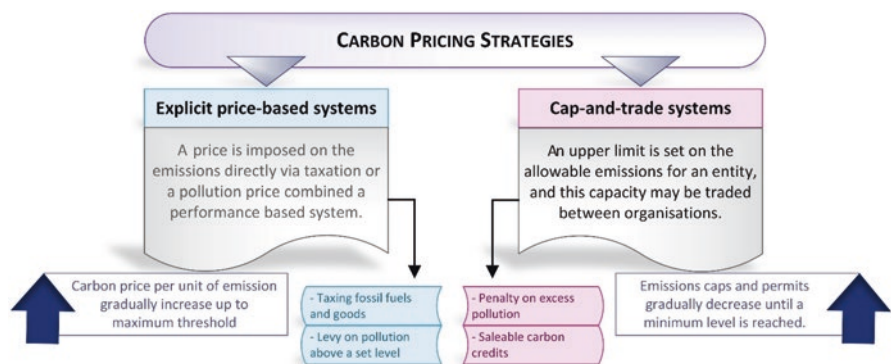 CARBON PRICING STRATEGIES
Explicit price-based systems
A price is imposed on the
emissions directly via taxation or
a pollution price combined a
performance based system.
Cap-and-trade systems
An upper limit is set on the
allowable emissions for an entity,
and this capacity may be traded
between organisations.
Carbon price per unit of emission
gradually increase up to
maximum threshold
- Taxing fossil fuels
and goods
- Levy on pollution
above a set level
- Penalty on excess
pollution
- Saleable carbon
credits
Emissions caps and permits
gradually decrease until a
minimum level is reached.